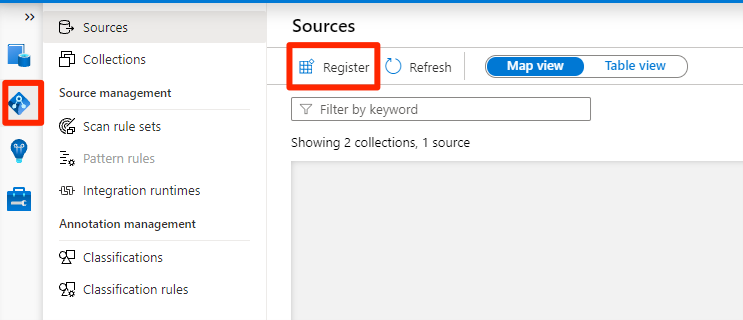 Sources
Collections
Source management
Scan rule sets
Pattern rules
Integration runtimes
Annotation management
Classifications
Classification rules
Sources
Register
Refresh
Map view
Table view
Filter by keyword
Showing 2 collections, 1 source